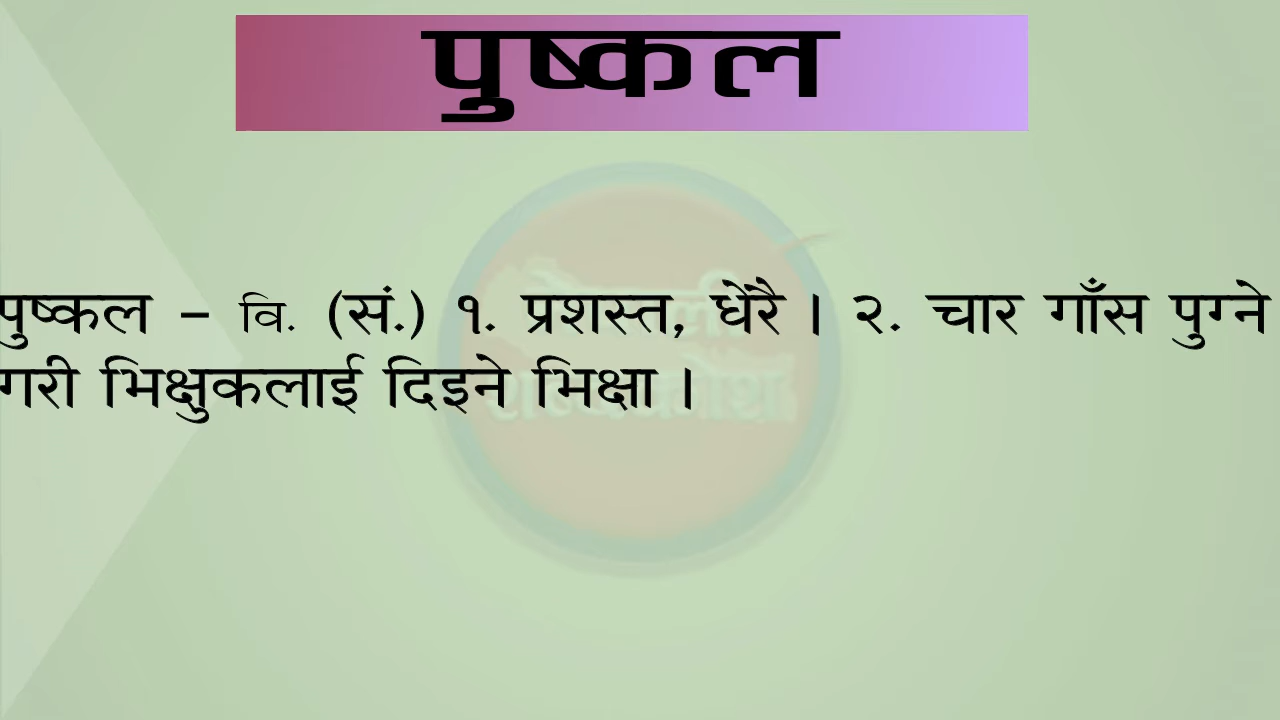 पुष्कल
पुष्कल – वि. (सं.) १. प्रशस्त, धेरै । २. चार गाँस पुग्ने
गरी भिक्षुकलाई दिइने भिक्षा ।